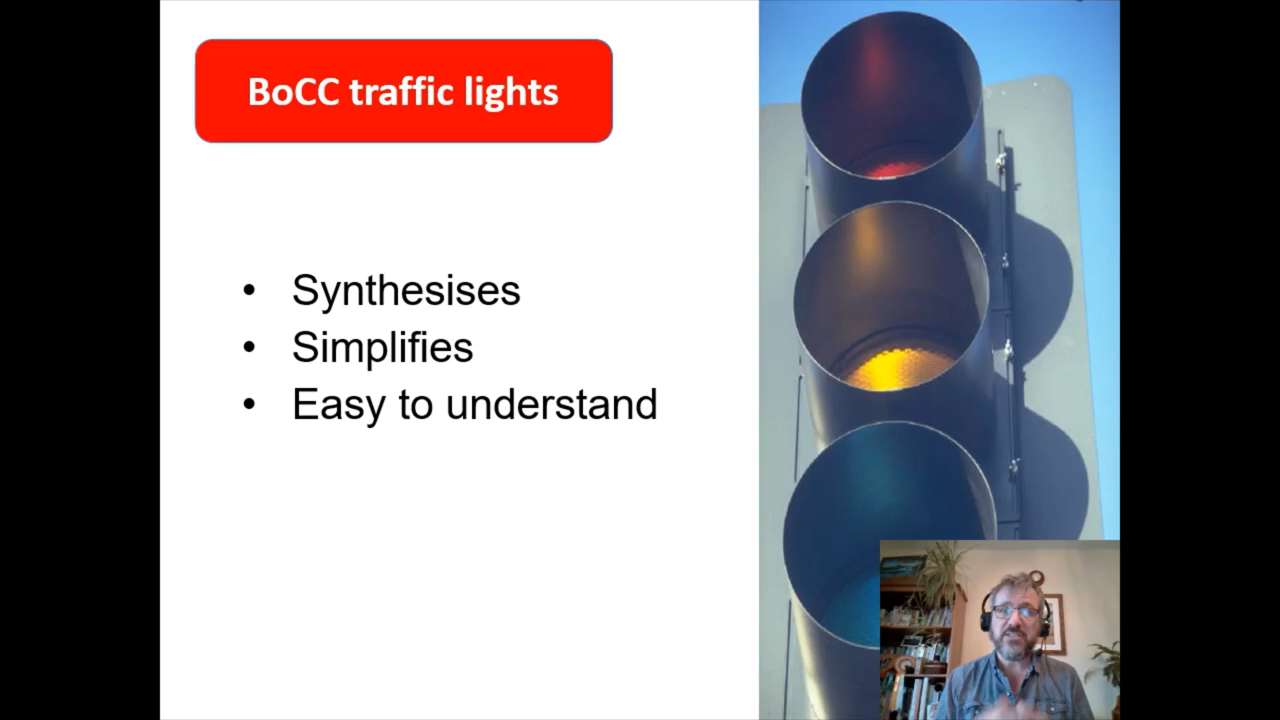 BoCC traffic lights
• Synthesises
• Simplifies
• Easy to understand